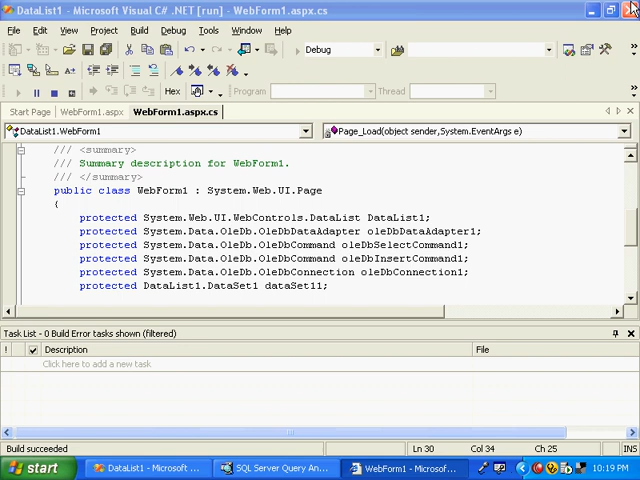 DataList1 - Microsoft Visual C# .NET [run] - WebForm1.aspx.cs
File Edit View Project Build Debug Tools Window Help
Debug
Hex Program Thread
Start Page WebForm1.aspx WebForm1.aspx.cs
DataList1.WebForm1 Page_Load(object sender,System.EventArgs e)
/// <summary>
/// Summary description for WebForm1.
/// </summary>
public class WebForm1 : System.Web.UI.Page
{
protected System.Web.UI.WebControls.DataList DataList1;
protected System.Data.OleDb.OleDbDataAdapter oleDbDataAdapter1;
protected System.Data.OleDb.OleDbCommand oleDbSelectCommand1;
protected System.Data.OleDb.OleDbCommand oleDbInsertCommand1;
protected System.Data.OleDb.OleDbConnection oleDbConnection1;
protected DataList1.DataSet1 dataSet11;
Task List - 0 Build Error tasks shown (filtered)
! Description File
Click here to add a new task
Build succeeded Ln 30 Col 34 Ch 25 INS
start DataList1 - Microsoft ... SQL Server Query An... WebForm1 - Microsof... 10:19 PM